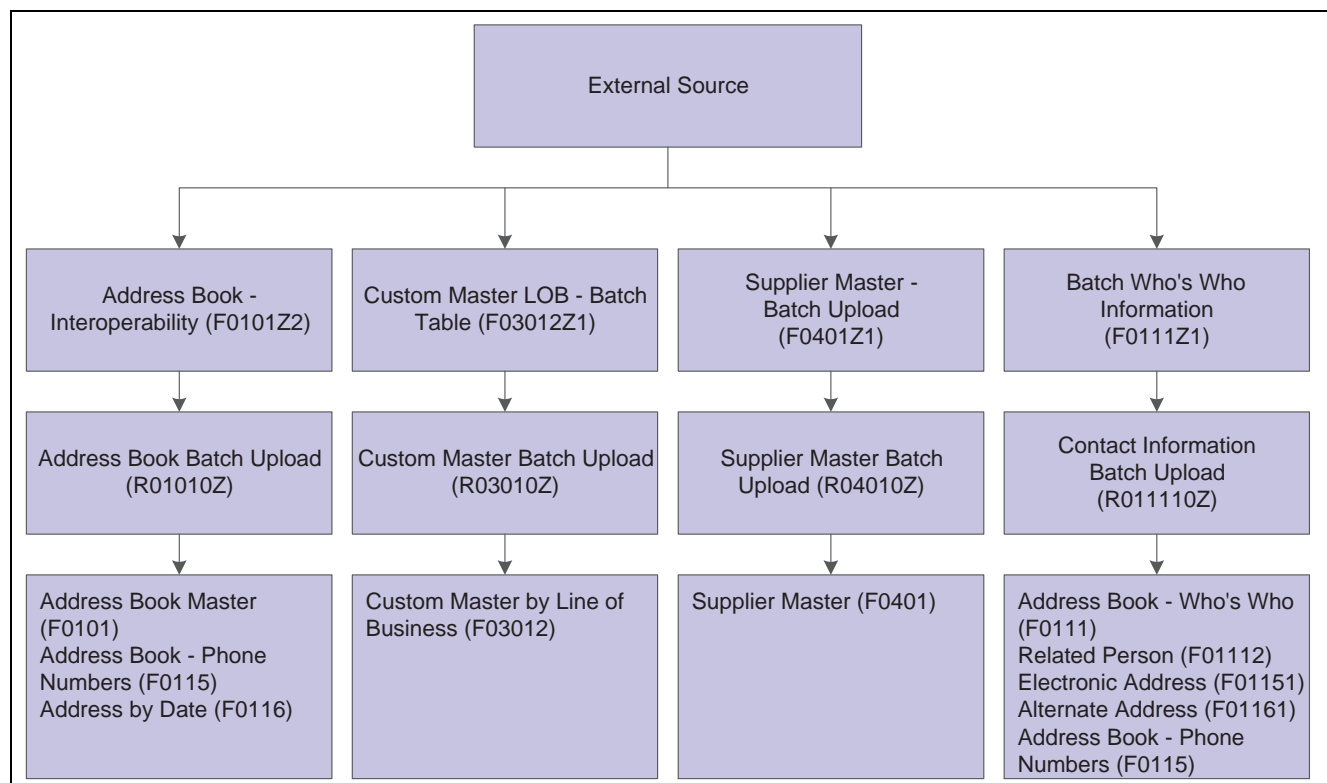 External Source
Address Book -
Interoperability (F0101Z2)
Custom Master LOB - Batch
Table (F03012Z1)
Supplier Master -
Batch Upload
(F0401Z1)
Batch Who's Who
Information
(F0111Z1)
Address Book Batch Upload
(R01010Z)
Custom Master Batch Upload
(R03010Z)
Supplier Master Batch
Upload (R04010Z)
Contact Information
Batch Upload
(R011110Z)
Address Book Master
(F0101)
Address Book - Phone
Numbers (F0115)
Address by Date (F0116)
Custom Master by Line of
Business (F03012)
Supplier Master (F0401)
Address Book - Who's Who
(F0111)
Related Person (F01112)
Electronic Address (F01151)
Alternate Address (F01161)
Address Book - Phone
Numbers (F0115)